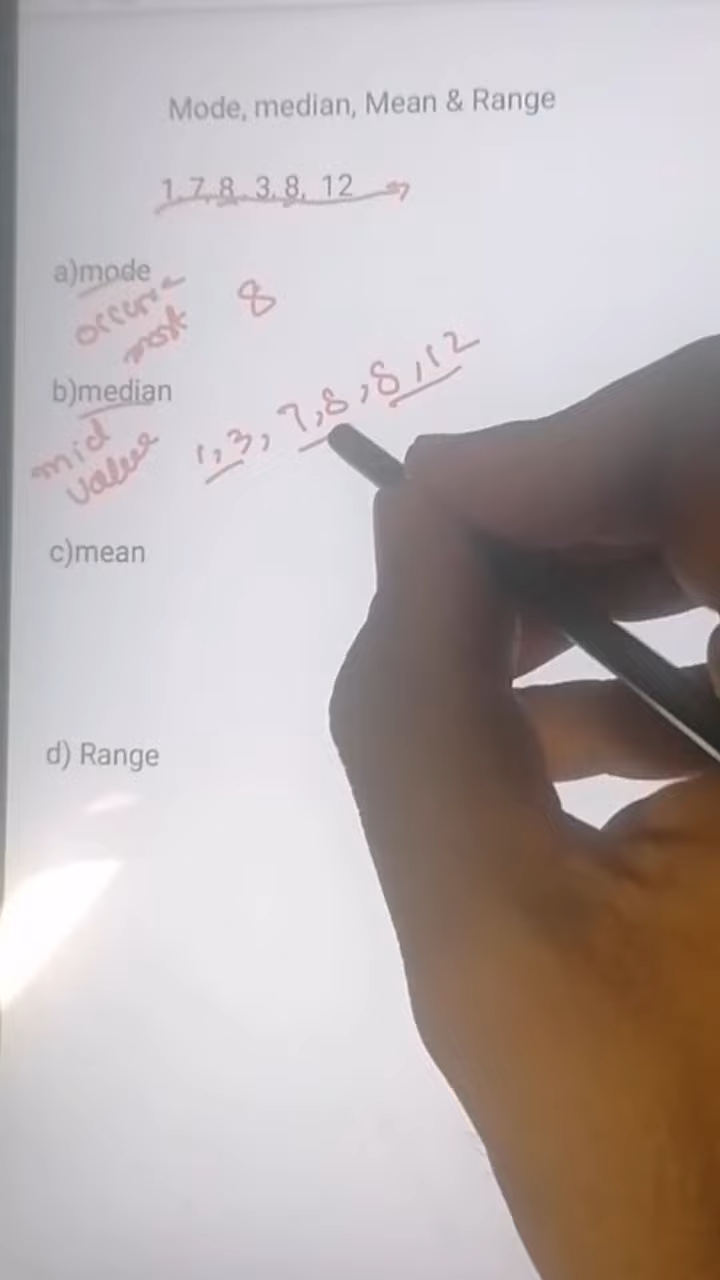 Mode, median, Mean & Range
1, 7, 8, 3, 8, 12
a)mode
occurs
most
8
b)median
mid
value
1, 3, 7, 8, 8, 12
c)mean
d) Range